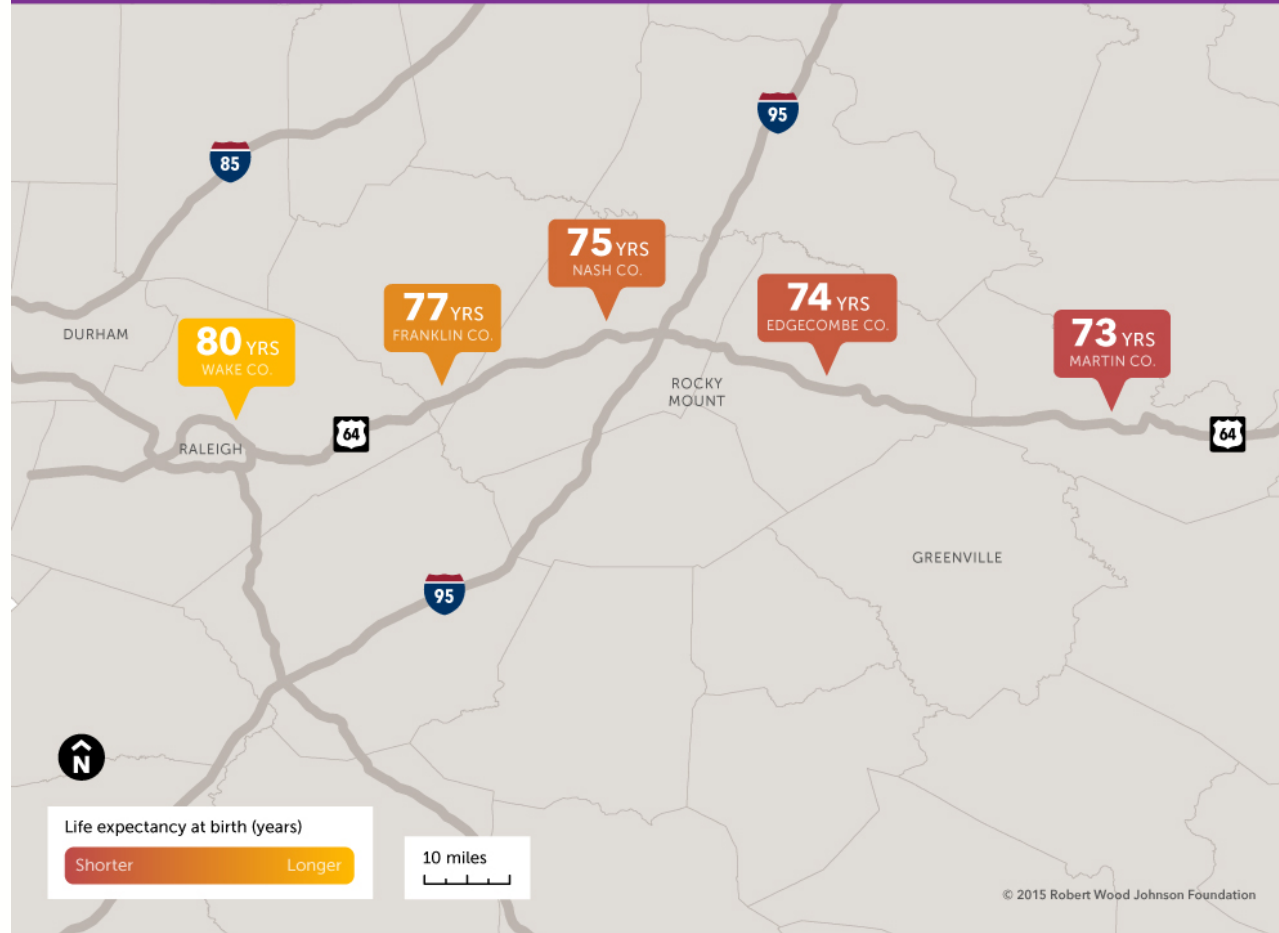 85
95
75 YRS
NASH CO.
77 YRS
FRANKLIN CO.
74 YRS
EDGECOMBE CO.
73 YRS
MARTIN CO.
80 YRS
WAKE CO.
DURHAM
ROCKY
MOUNT
RALEIGH
64
64
GREENVILLE
95
N
Life expectancy at birth (years)
Shorter Longer
10 miles
© 2015 Robert Wood Johnson Foundation